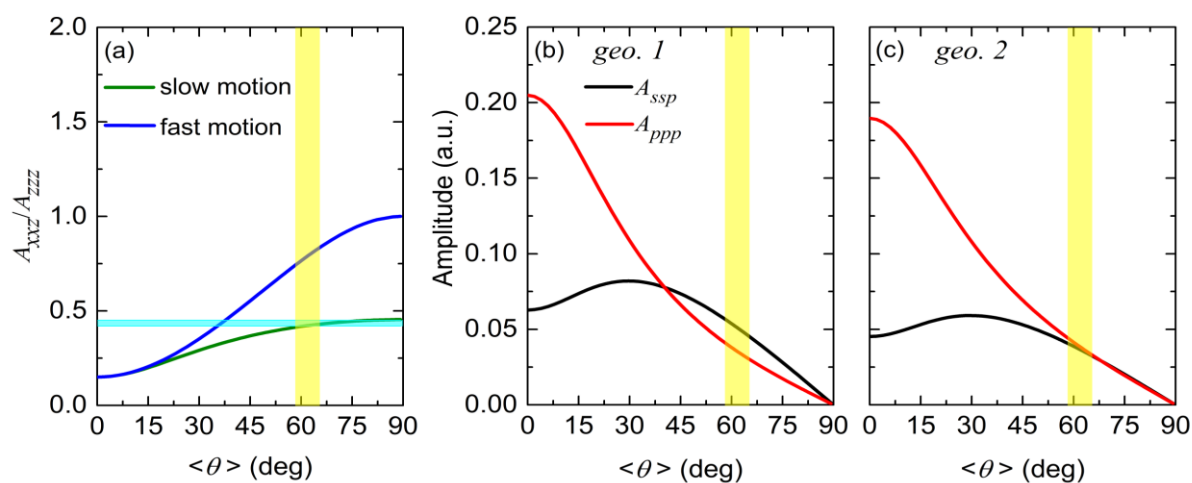 (a)
slow motion
fast motion
2.0
1.5
1.0
0.5
0.0
A_xxz/A_zzz
0 15 30 45 60 75 90
<θ> (deg)
(b) geo. 1
A_ssp
A_ppp
0.25
0.20
0.15
0.10
0.05
0.00
Amplitude (a.u.)
0 15 30 45 60 75 90
<θ> (deg)
(c) geo. 2
0 15 30 45 60 75 90
<θ> (deg)